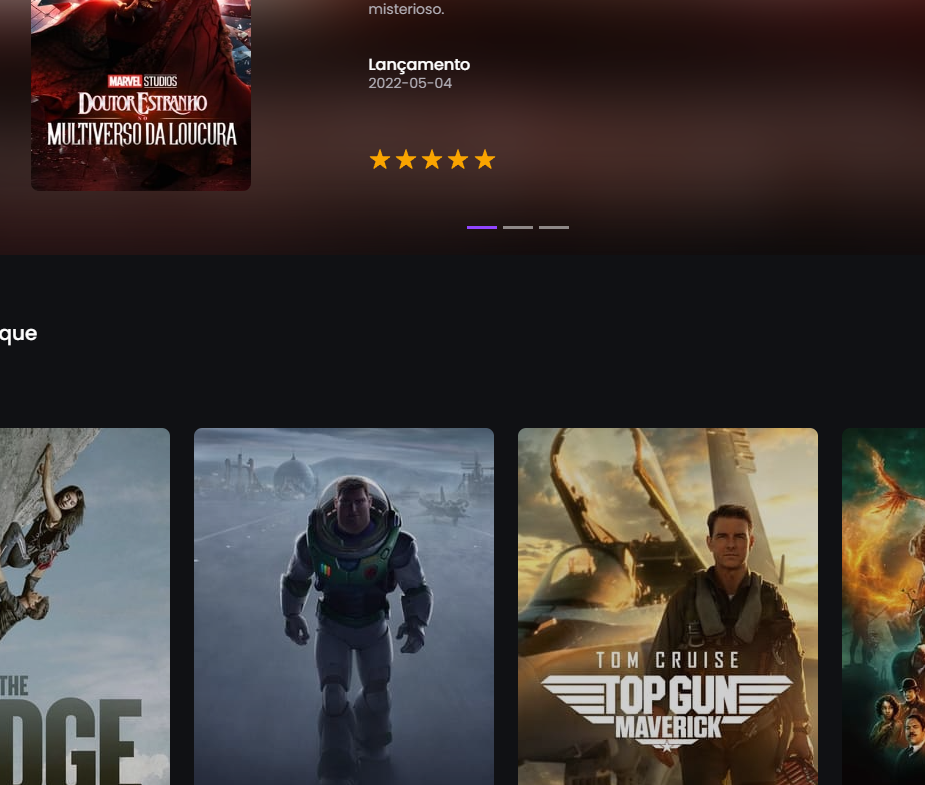 misterioso.
Lançamento
2022-05-04
MARVEL STUDIOS
DOUTOR ESTRANHO
NO
MULTIVERSO DA LOUCURA
que
THE
DGE
TOM CRUISE
TOP GUN
MAVERICK